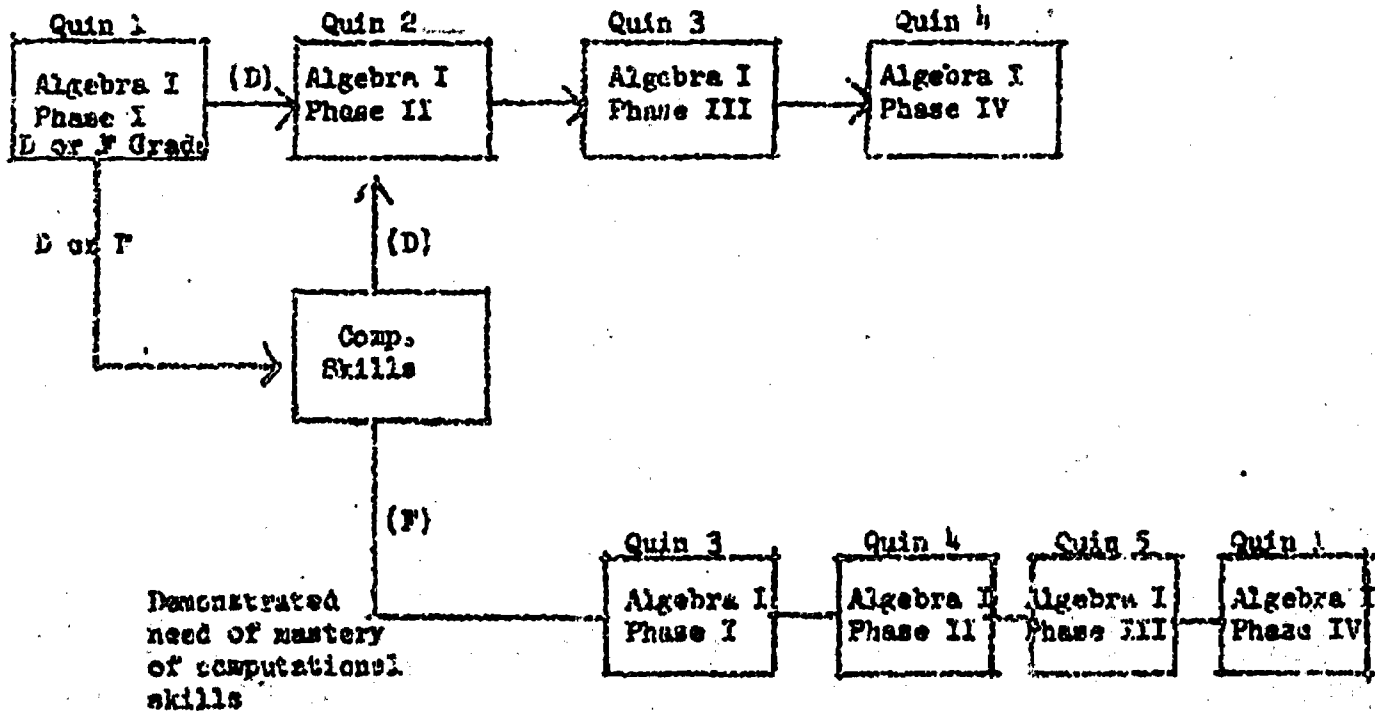 Quin 1
Quin 2
Quin 3
Quin 4
Algebra I
Phase I
D or F Grade
(D)
Algebra I
Phase II
Algebra I
Phase III
Algebra I
Phase IV
D or F
(D)
Comp.
Skills
(F)
Quin 3
Quin 4
Quin 5
Quin 1
Demonstrated
need of mastery
of computational
skills
Algebra I
Phase I
Algebra I
Phase II
Algebra I
Phase III
Algebra I
Phase IV